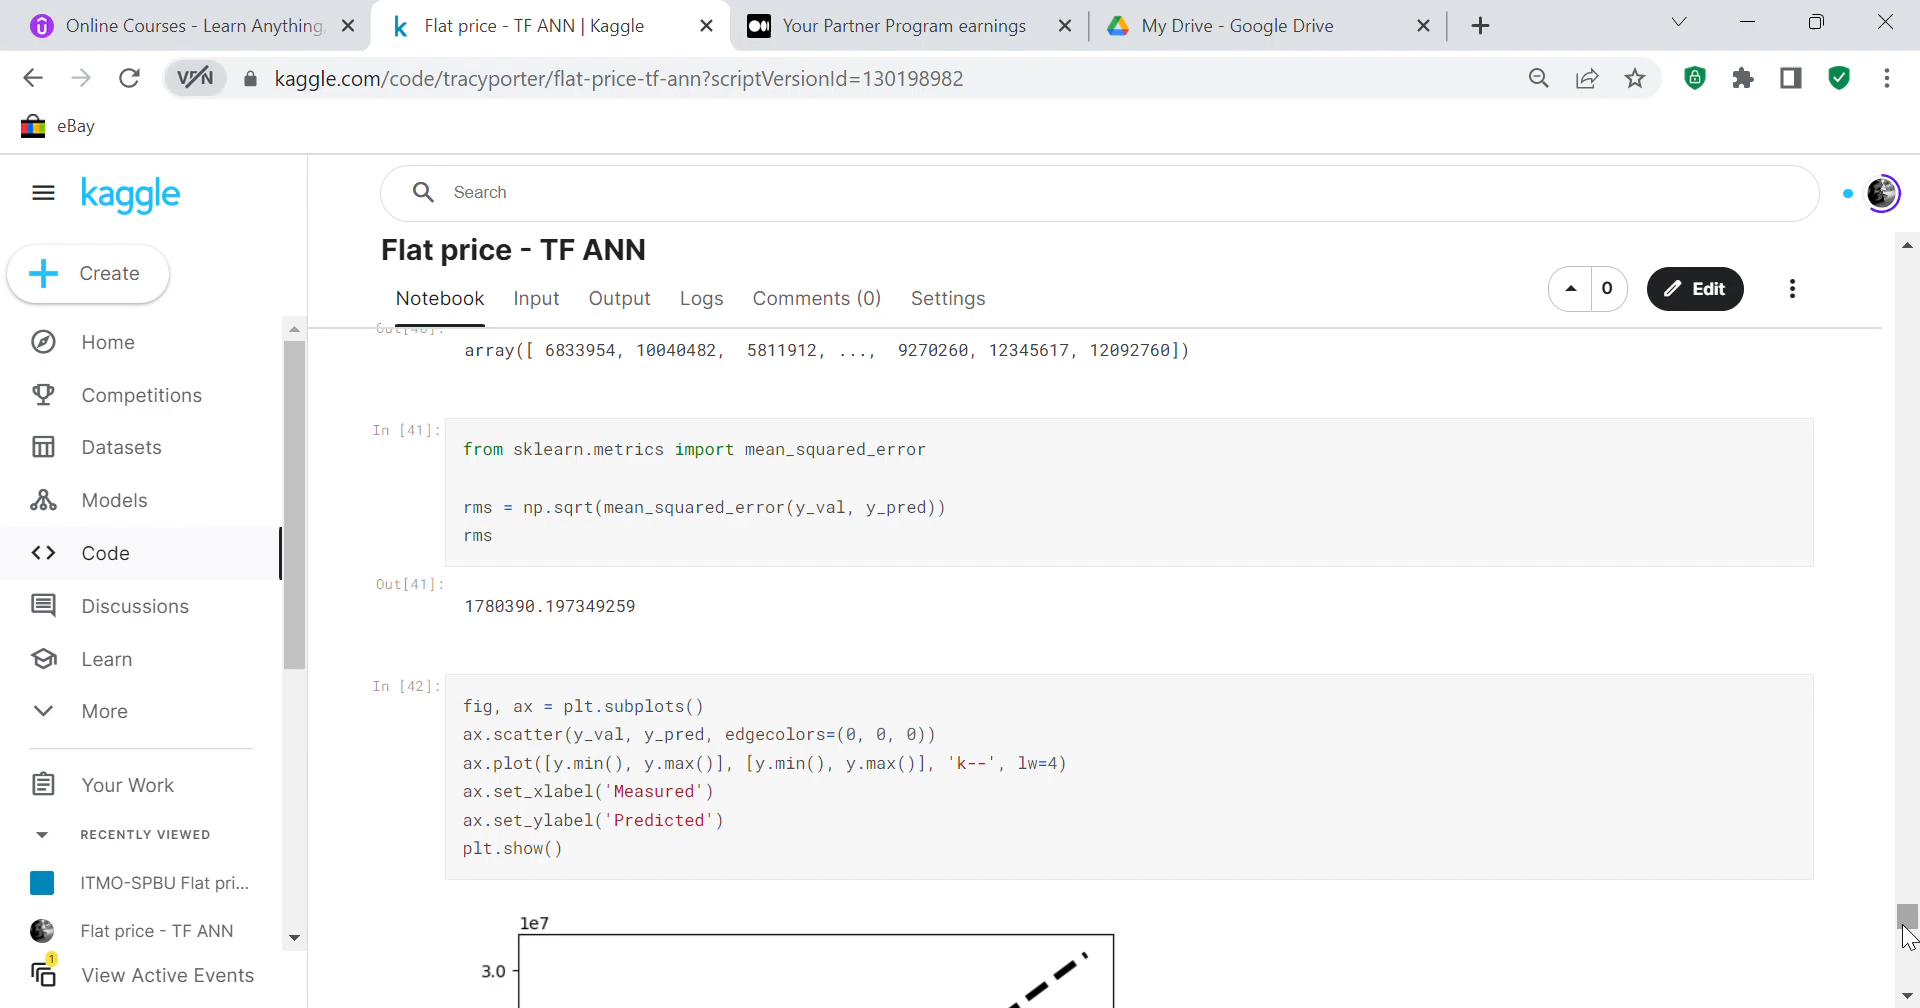 Online Courses - Learn Anything,
Flat price - TF ANN | Kaggle
Your Partner Program earnings
My Drive - Google Drive
VPN
kaggle.com/code/tracyporter/flat-price-tf-ann?scriptVersionId=130198982
eBay
kaggle
Search
Create
Home
Competitions
Datasets
Models
Code
Discussions
Learn
More
Your Work
RECENTLY VIEWED
ITMO-SPBU Flat pri...
Flat price - TF ANN
1
View Active Events
Flat price - TF ANN
Notebook Input Output Logs Comments (0) Settings
0
Edit
Out[40]:
array([ 6833954, 10040482, 5811912, ..., 9270260, 12345617, 12092760])
In [41]:
from sklearn.metrics import mean_squared_error
rms = np.sqrt(mean_squared_error(y_val, y_pred))
rms
Out[41]:
1780390.197349259
In [42]:
fig, ax = plt.subplots()
ax.scatter(y_val, y_pred, edgecolors=(0, 0, 0))
ax.plot([y.min(), y.max()], [y.min(), y.max()], 'k--', lw=4)
ax.set_xlabel('Measured')
ax.set_ylabel('Predicted')
plt.show()
1e7
3.0